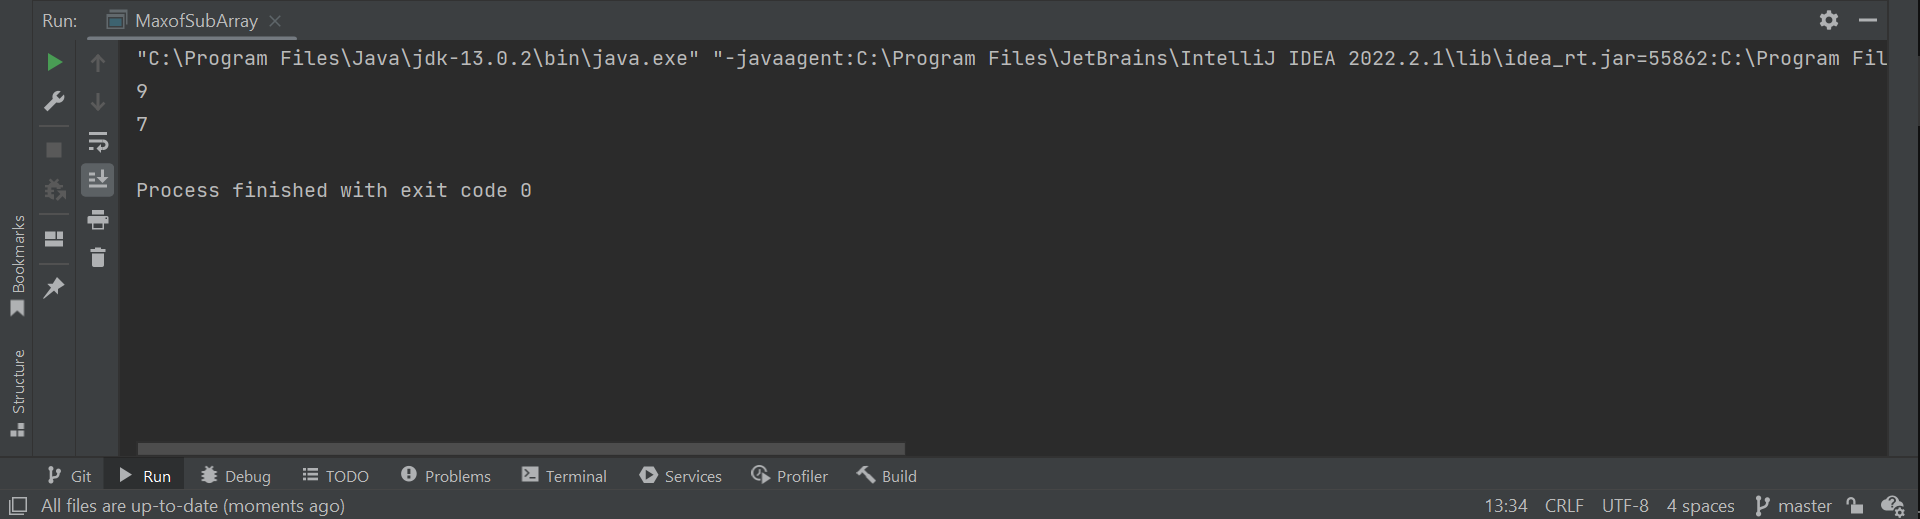 Run: MaxofSubArray
"C:\Program Files\Java\jdk-13.0.2\bin\java.exe" "-javaagent:C:\Program Files\JetBrains\IntelliJ IDEA 2022.2.1\lib\idea_rt.jar=55862:C:\Program Fil
9
7
Process finished with exit code 0
Bookmarks
Structure
Git Run Debug TODO Problems Terminal Services Profiler Build
All files are up-to-date (moments ago) 13:34 CRLF UTF-8 4 spaces master